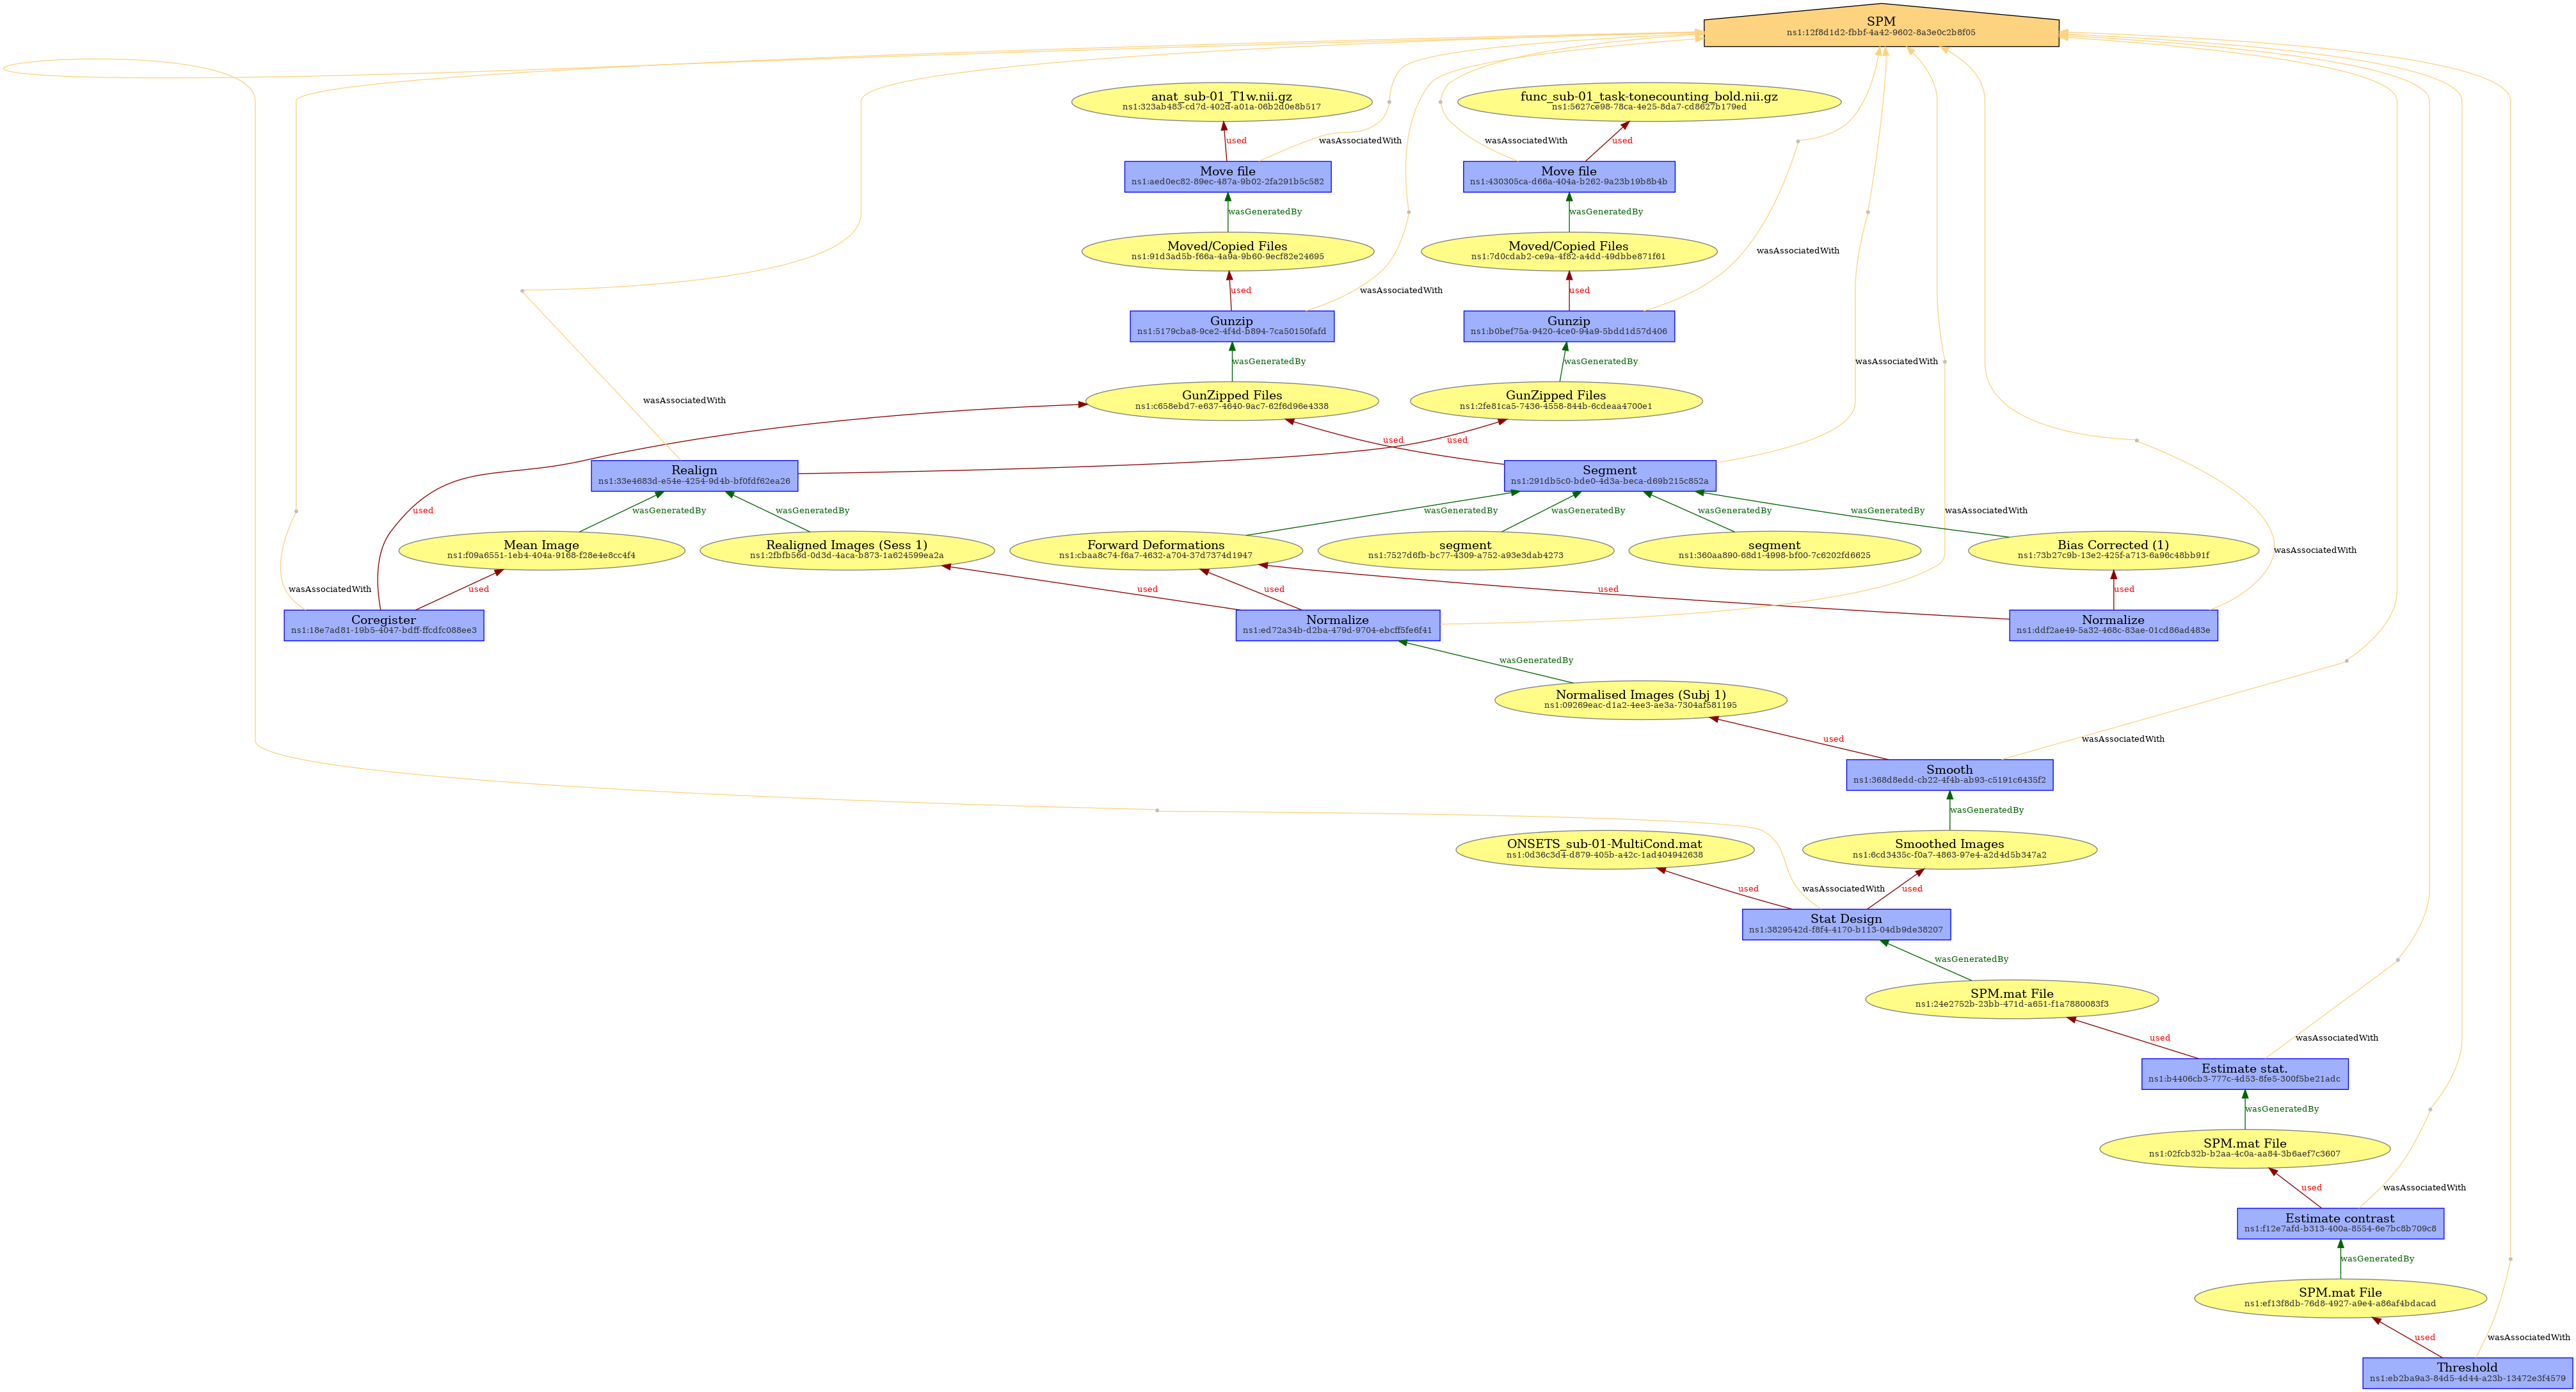 SPM
ns1:12f8d1d2-fbbf-4a42-9602-8a3e0c2b8f05
anat_sub-01_T1w.nii.gz
ns1:323ab483-cd7d-402d-a01a-06b2d0e8b517
func_sub-01_task-tonecounting_bold.nii.gz
ns1:5627ce98-78ca-4e25-8da7-cd8627b179ed
used
wasAssociatedWith
wasAssociatedWith
used
Move file
ns1:aed0ec82-89ec-487a-9b02-2fa291b5c582
Move file
ns1:430305ca-d66a-404a-b262-9a23b19b8b4b
wasGeneratedBy
wasGeneratedBy
Moved/Copied Files
ns1:91d3ad5b-f66a-4a9a-9b60-9ecf82e24695
Moved/Copied Files
ns1:7d0cdab2-ce9a-4f82-a4dd-49dbbe871f61
wasAssociatedWith
used
wasAssociatedWith
used
Gunzip
ns1:5179cba8-9ce2-4f4d-b894-7ca50150fafd
Gunzip
ns1:b0bef75a-9420-4ce0-94a9-5bdd1d57d406
wasGeneratedBy
wasGeneratedBy
wasAssociatedWith
GunZipped Files
ns1:c658ebd7-e637-4640-9ac7-62f6d96e4338
GunZipped Files
ns1:2fe81ca5-7436-4558-844b-6cdeaa4700e1
wasAssociatedWith
used
used
Realign
ns1:33e4683d-e54e-4254-9d4b-bf0fdf62ea26
Segment
ns1:291db5c0-bde0-4d3a-beca-d69b215c852a
used
wasGeneratedBy
wasGeneratedBy
wasGeneratedBy
wasGeneratedBy
wasGeneratedBy
wasGeneratedBy
wasAssociatedWith
Mean Image
ns1:f09a6551-1eb4-404a-9168-f28e4e8cc4f4
Realigned Images (Sess 1)
ns1:2fbfb56d-0d3d-4aca-b873-1a624599ea2a
Forward Deformations
ns1:cbaa8c74-f6a7-4632-a704-37d7374d1947
segment
ns1:7527d6fb-bc77-4309-a752-a93e3dab4273
segment
ns1:360aa890-68d1-4998-bf00-7c6202fd6625
Bias Corrected (1)
ns1:73b27c9b-13e2-425f-a713-6a96c48bb91f
wasAssociatedWith
wasAssociatedWith
used
used
used
used
used
Coregister
ns1:18e7ad81-19b5-4047-bdff-ffcdfc088ee3
Normalize
ns1:ed72a34b-d2ba-479d-9704-ebcff5fe6f41
Normalize
ns1:ddf2ae49-5a32-468c-83ae-01cd86ad483e
wasGeneratedBy
Normalised Images (Subj 1)
ns1:09269eac-d1a2-4ee3-ae3a-7304af581195
used
wasAssociatedWith
Smooth
ns1:368d8edd-cb22-4f4b-ab93-c5191c6435f2
wasGeneratedBy
ONSETS_sub-01-MultiCond.mat
ns1:0d36c3d4-d879-405b-a42c-1ad404942638
Smoothed Images
ns1:6cd3435c-f0a7-4863-97e4-a2d4d5b347a2
used
wasAssociatedWith
used
Stat Design
ns1:3829542d-f8f4-4170-b113-04db9de38207
wasGeneratedBy
SPM.mat File
ns1:24e2752b-23bb-471d-a651-f1a7880083f3
used
wasAssociatedWith
Estimate stat.
ns1:b4406cb3-777c-4d53-8fe5-300f5be21adc
wasGeneratedBy
SPM.mat File
ns1:02fcb32b-b2aa-4c0a-aa84-3b6aef7c3607
used
wasAssociatedWith
Estimate contrast
ns1:f12e7afd-b313-400a-8554-6e7bc8b709c8
wasGeneratedBy
SPM.mat File
ns1:ef13f8db-76d8-4927-a9e4-a86af4bdacad
used
wasAssociatedWith
Threshold
ns1:eb2ba9a3-84d5-4d44-a23b-13472e3f4579